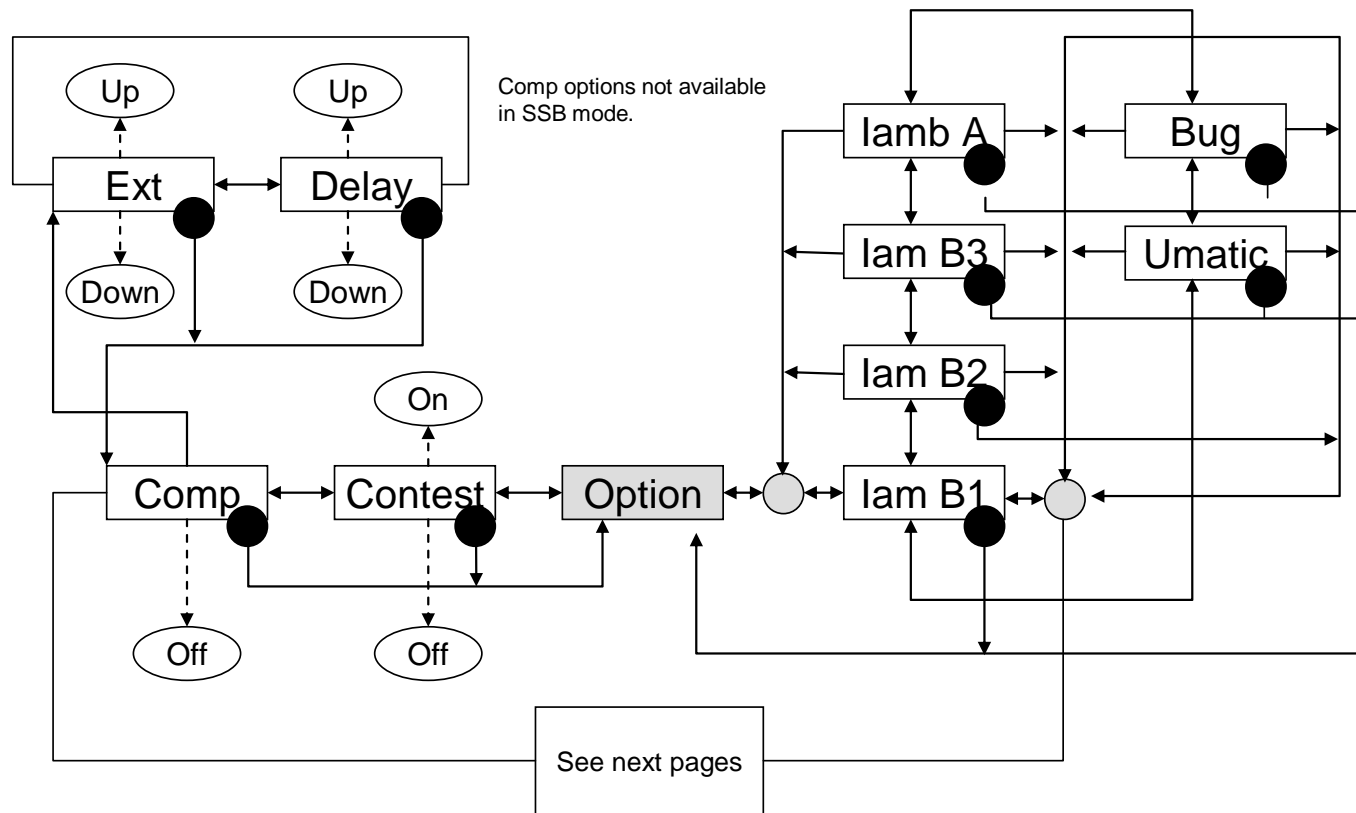 Up
Up
Comp options not available
in SSB mode.
Iamb A
Bug
Ext
Delay
Iam B3
Umatic
Down
Down
Iam B2
On
Comp
Contest
Option
Iam B1
Off
Off
See next pages